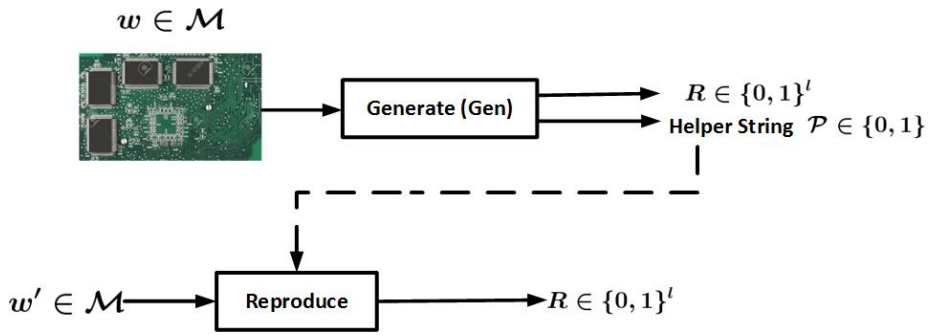 w ∈ ℳ
Generate (Gen)
R ∈ {0, 1}^l
Helper String 𝒫 ∈ {0, 1}
w′ ∈ ℳ
Reproduce
R ∈ {0, 1}^l